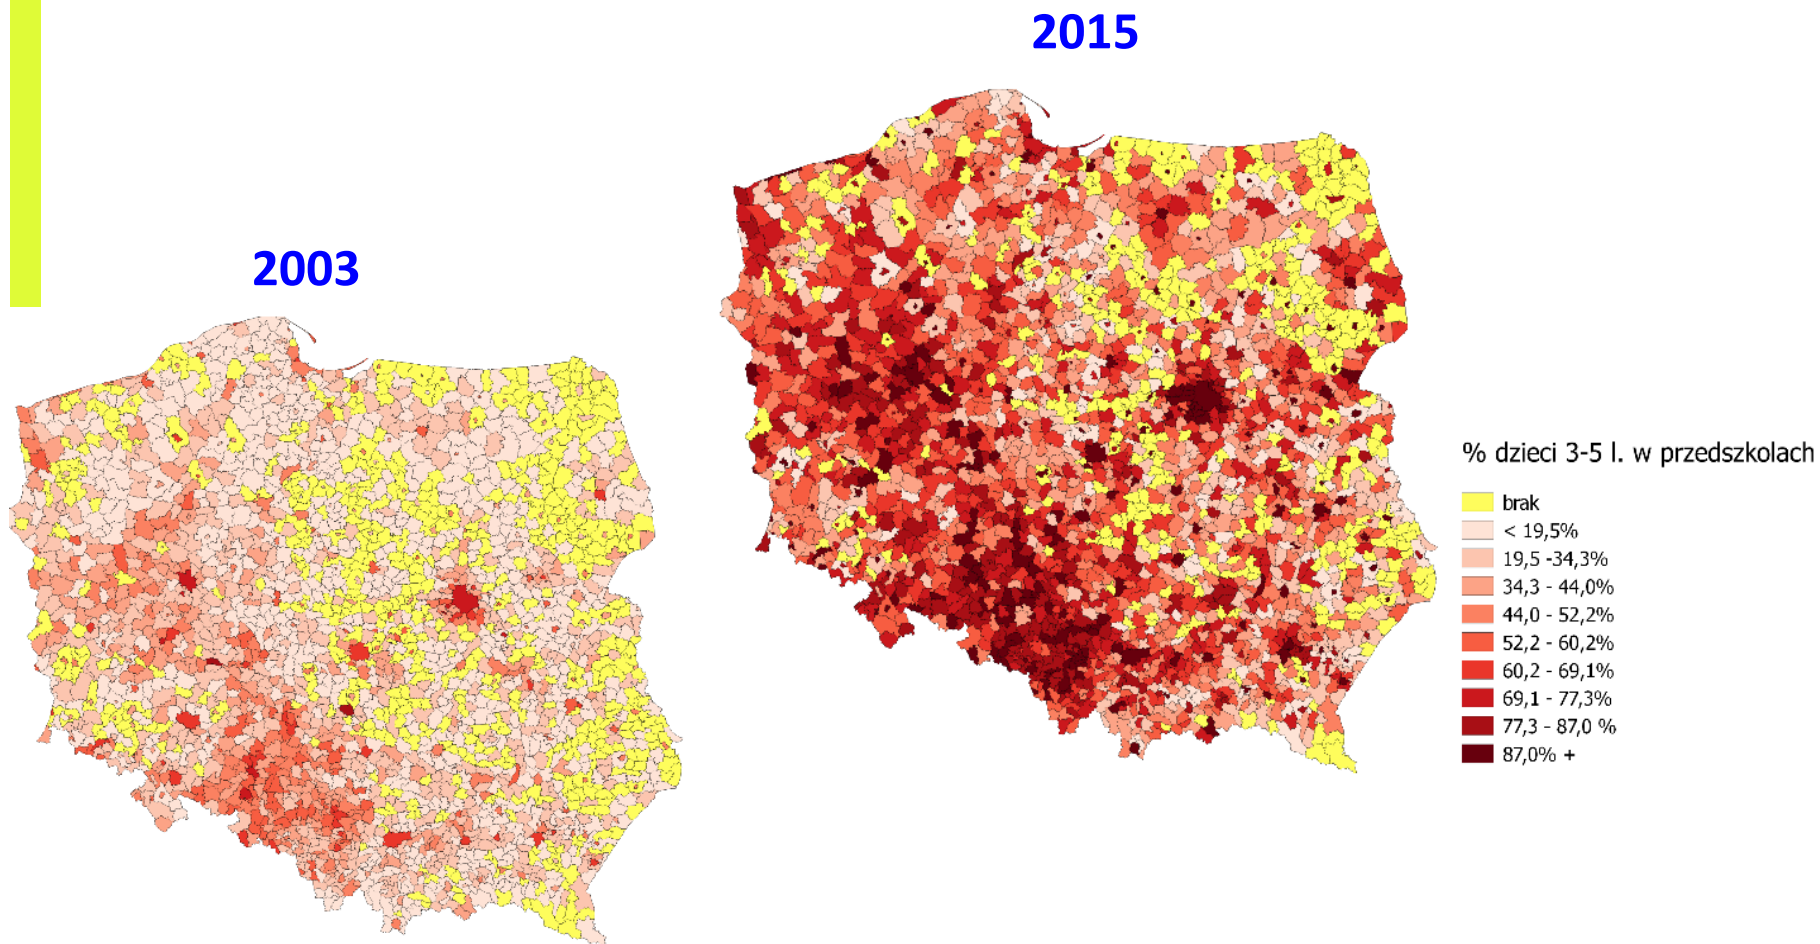 2015
2003
% dzieci 3-5 l. w przedszkolach
brak
< 19,5%
19,5 -34,3%
34,3 - 44,0%
44,0 - 52,2%
52,2 - 60,2%
60,2 - 69,1%
69,1 - 77,3%
77,3 - 87,0 %
87,0% +